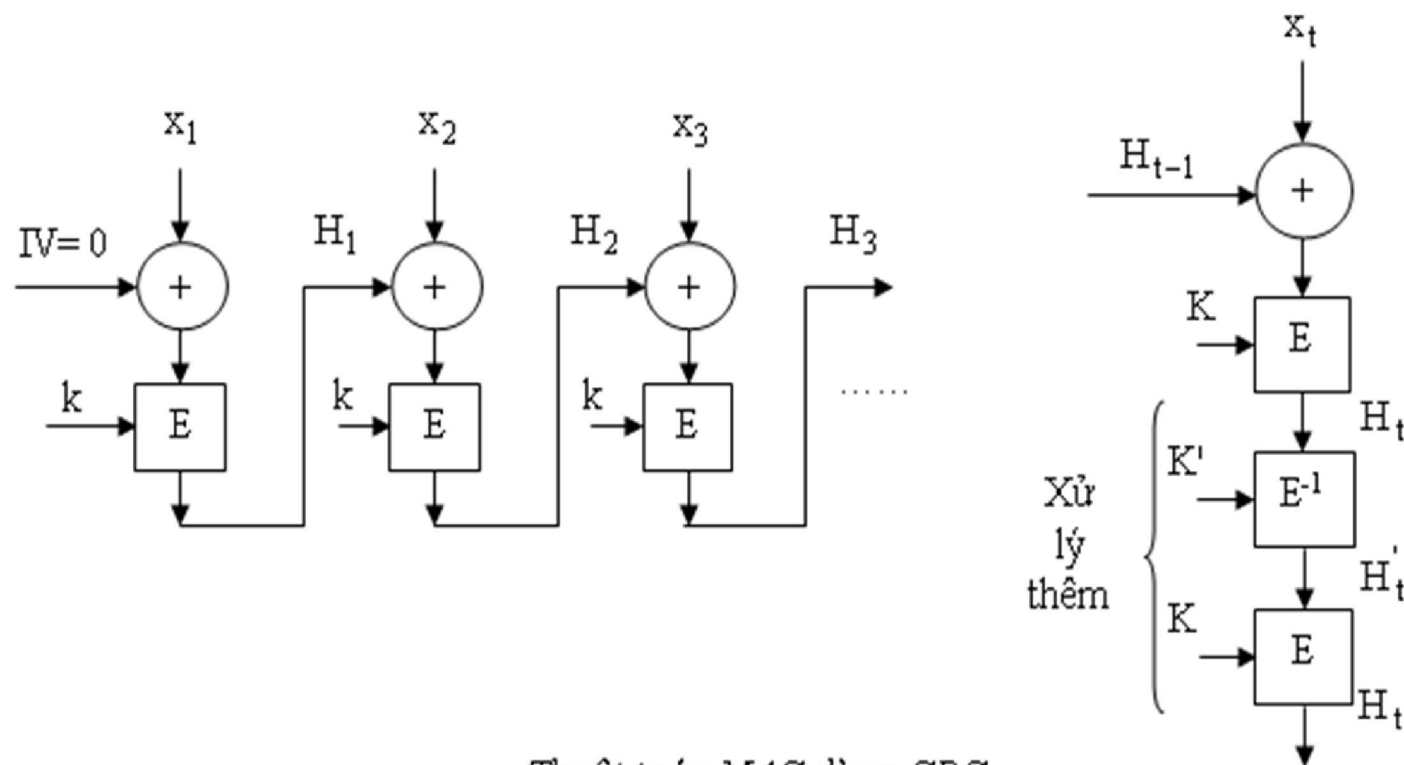 x₁ x₂ x₃
IV= 0 H₁ H₂ H₃
+ + +
k E k E k E
......
xₜ
Hₜ₋₁
+
K E
Hₜ
K' E⁻¹
Xử
lý
thêm
H'ₜ
K E
Hₜ